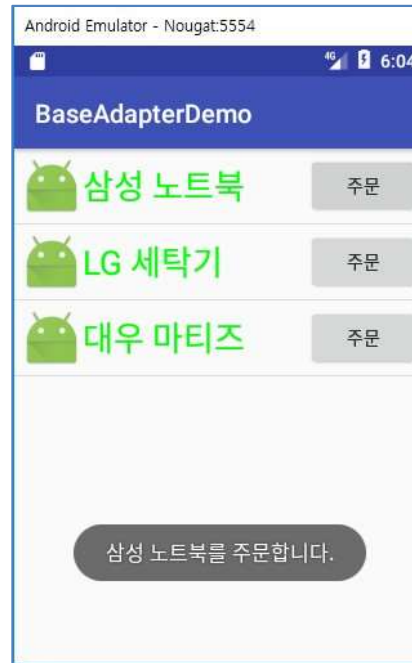 Android Emulator - Nougat:5554
4G 6:04
BaseAdapterDemo
삼성 노트북 주문
LG 세탁기 주문
대우 마티즈 주문
삼성 노트북를 주문합니다.